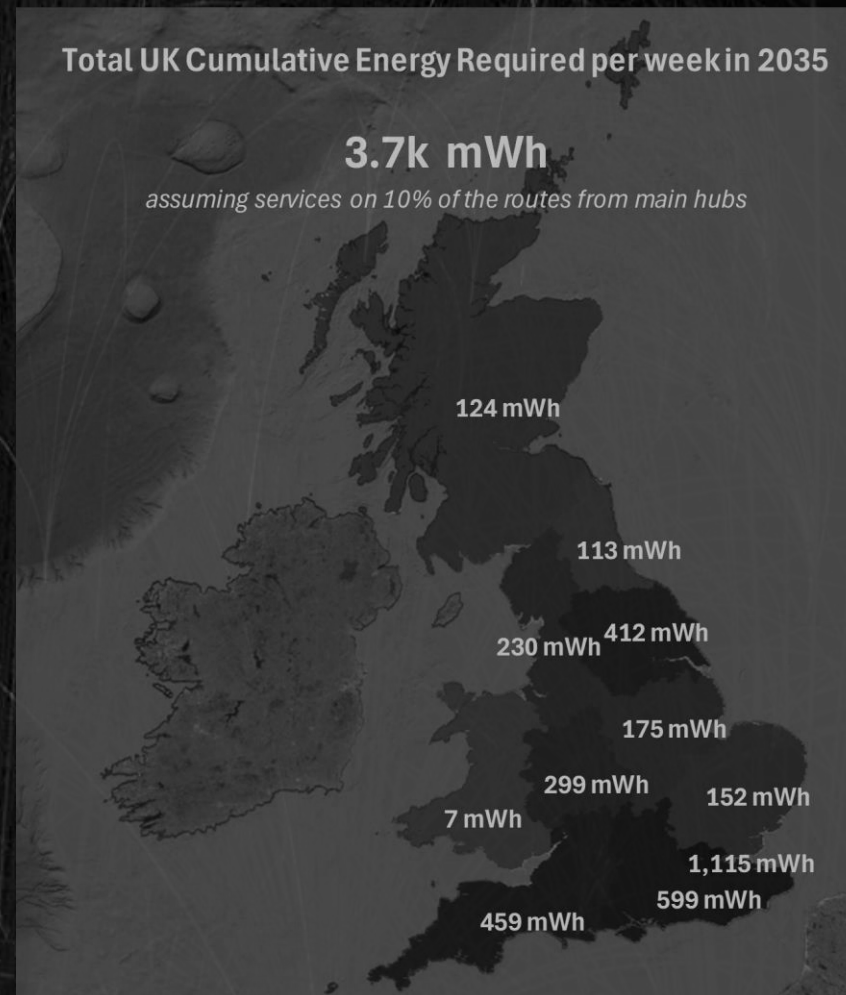 Total UK Cumulative Energy Required per week in 2035
3.7k mWh
assuming services on 10% of the routes from main hubs
124 mWh
113 mWh
412 mWh
230 mWh
175 mWh
299 mWh
152 mWh
7 mWh
1,115 mWh
599 mWh
459 mWh